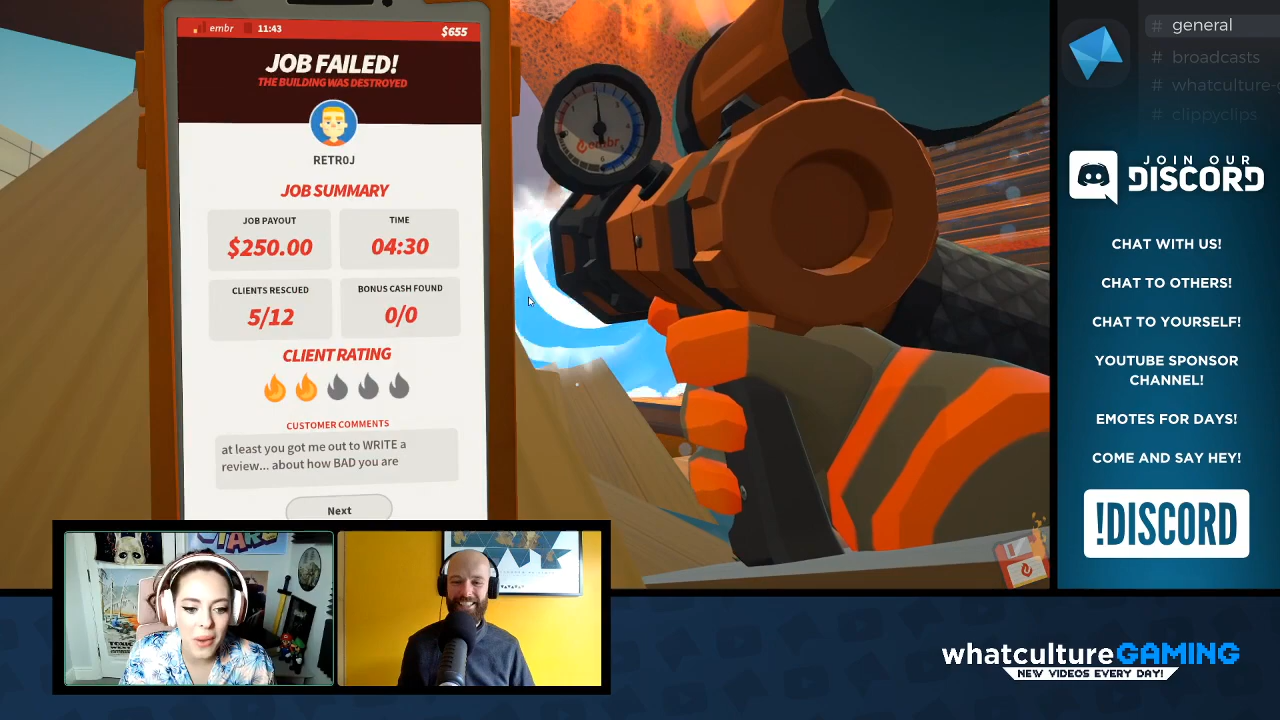 embr 11:43 $655
JOB FAILED!
THE BUILDING WAS DESTROYED
RETR0J
JOB SUMMARY
JOB PAYOUT
$250.00
TIME
04:30
CLIENTS RESCUED
5/12
BONUS CASH FOUND
0/0
CLIENT RATING
CUSTOMER COMMENTS
at least you got me out to WRITE a
review... about how BAD you are
Next
embr
# general
# broadcasts
# whatculture-
# clippyclips
JOIN OUR
DISCORD
CHAT WITH US!
CHAT TO OTHERS!
CHAT TO YOURSELF!
YOUTUBE SPONSOR
CHANNEL!
EMOTES FOR DAYS!
COME AND SAY HEY!
!DISCORD
whatcultureGAMING
NEW VIDEOS EVERY DAY!